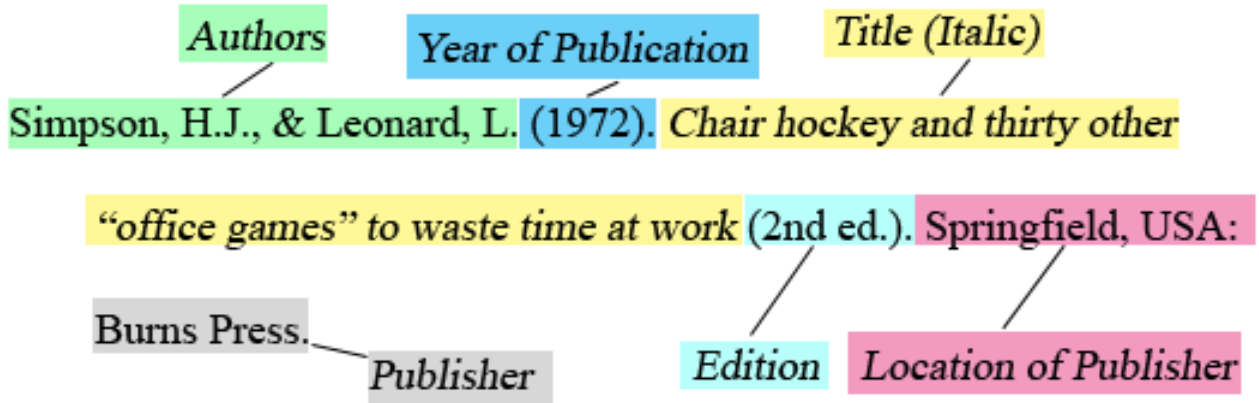 Authors
Year of Publication
Title (Italic)
Simpson, H.J., & Leonard, L. (1972). Chair hockey and thirty other
“office games” to waste time at work (2nd ed.). Springfield, USA:
Burns Press.
Publisher
Edition
Location of Publisher